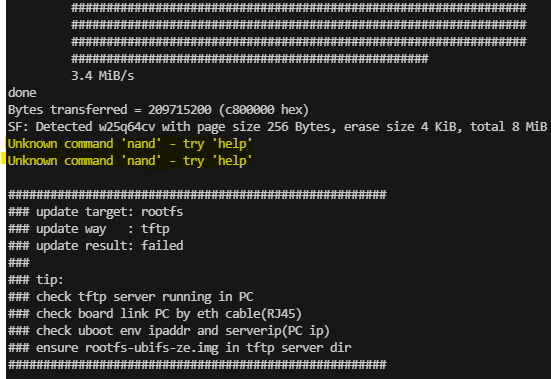 #################################################################
#################################################################
#################################################################
###################################################
3.4 MiB/s
done
Bytes transferred = 209715200 (c800000 hex)
SF: Detected w25q64cv with page size 256 Bytes, erase size 4 KiB, total 8 MiB
Unknown command 'nand' - try 'help'
Unknown command 'nand' - try 'help'
######################################################
### update target: rootfs
### update way   : tftp
### update result: failed
###
### tip:
### check tftp server running in PC
### check board link PC by eth cable(RJ45)
### check uboot env ipaddr and serverip(PC ip)
### ensure rootfs-ubifs-ze.img in tftp server dir
######################################################